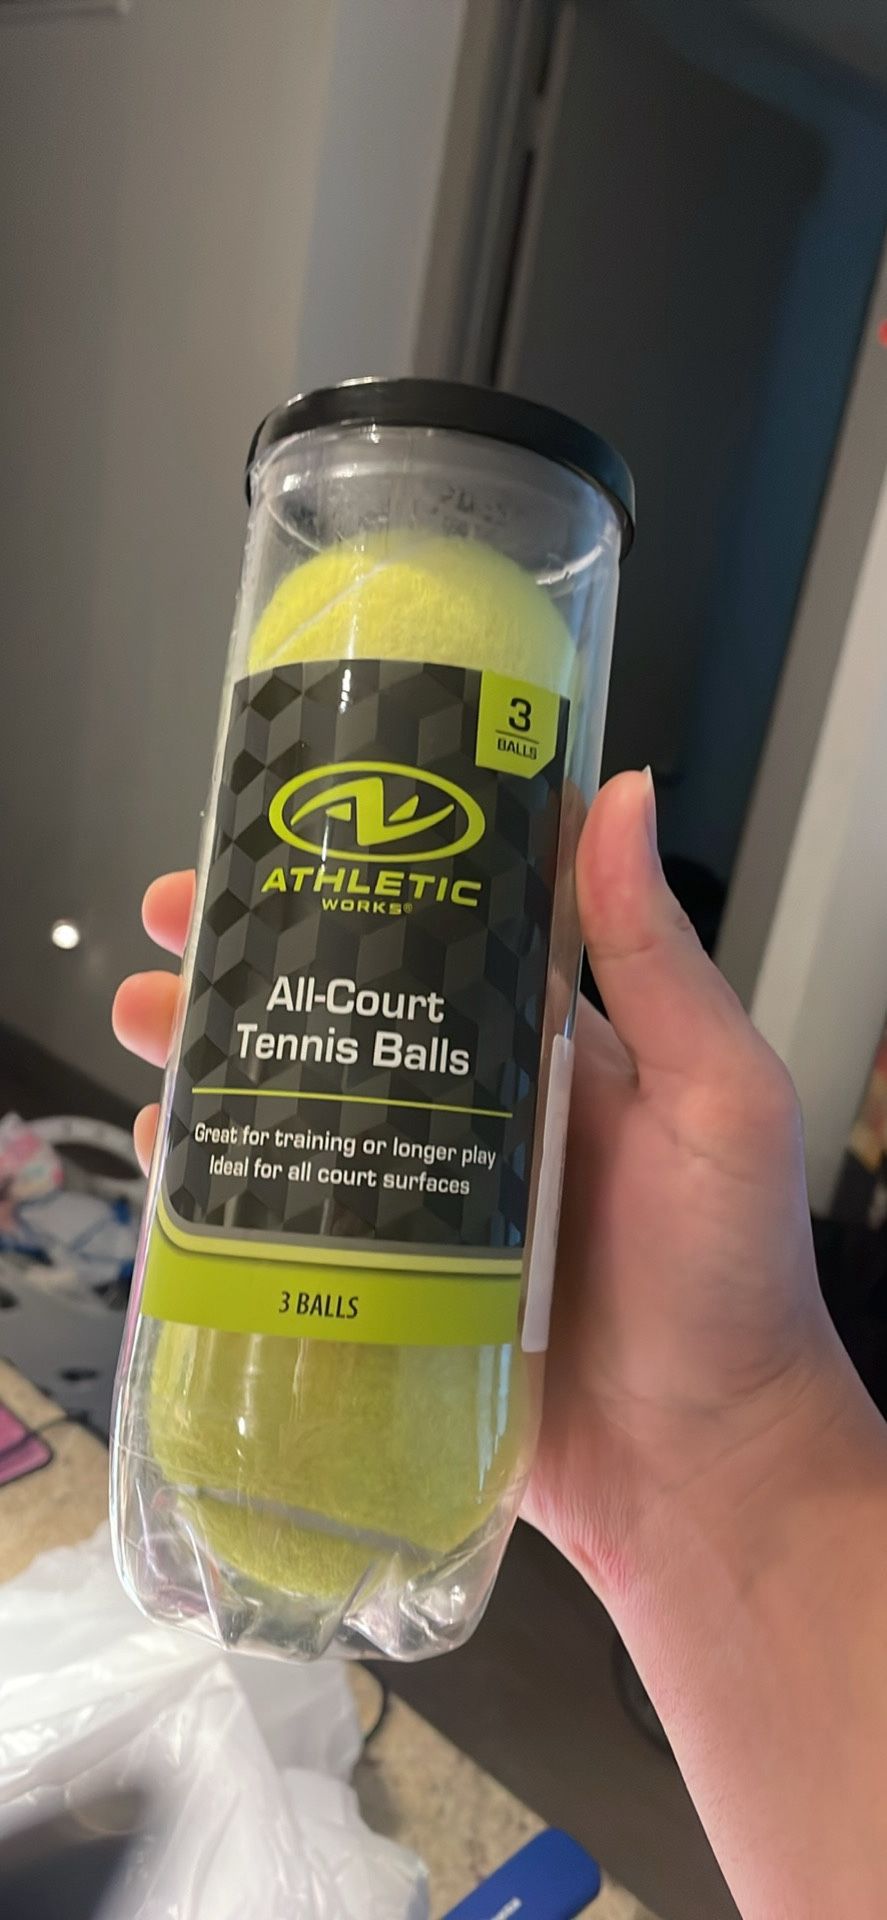 3
BALLS
ATHLETIC
WORKS®
All-Court
Tennis Balls
Great for training or longer play
Ideal for all court surfaces
3 BALLS